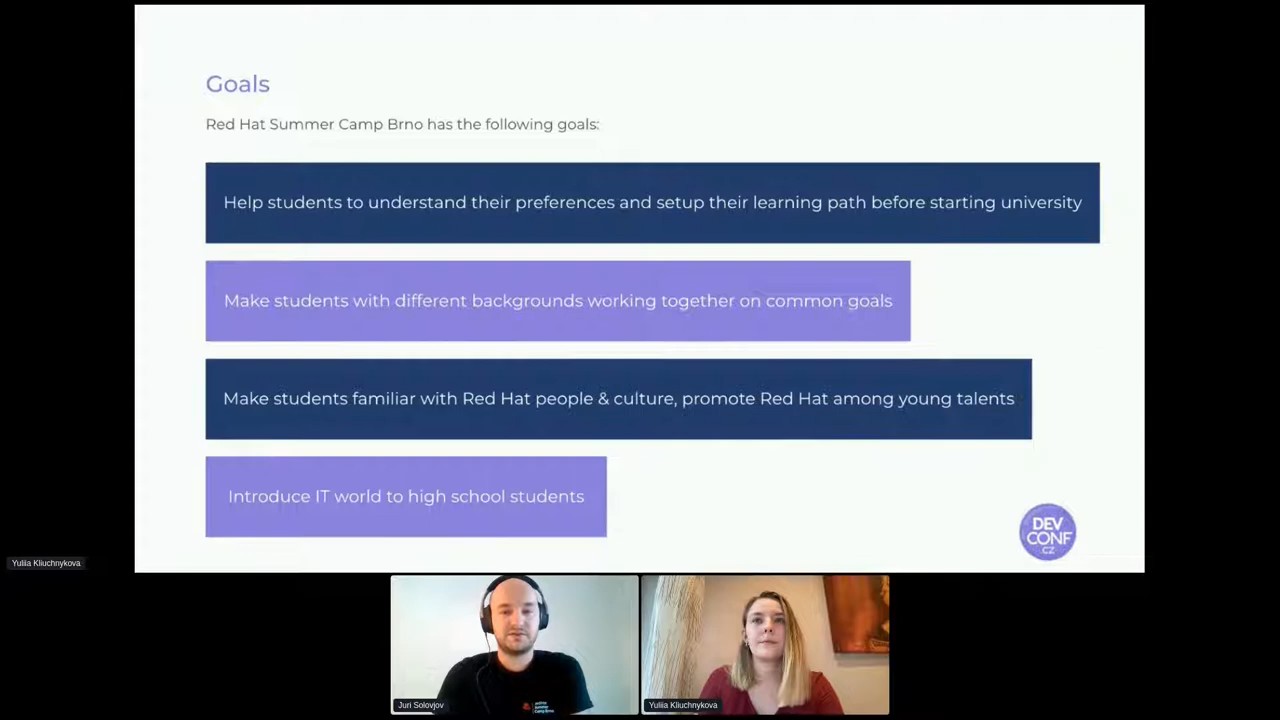 Goals
Red Hat Summer Camp Brno has the following goals:
Help students to understand their preferences and setup their learning path before starting university
Make students with different backgrounds working together on common goals
Make students familiar with Red Hat people & culture, promote Red Hat among young talents
Introduce IT world to high school students
DEV
CONF
.CZ
Yuliia Kliuchnykova
Juri Solovjov
Yuliia Kliuchnykova
Summer
Camp Brno